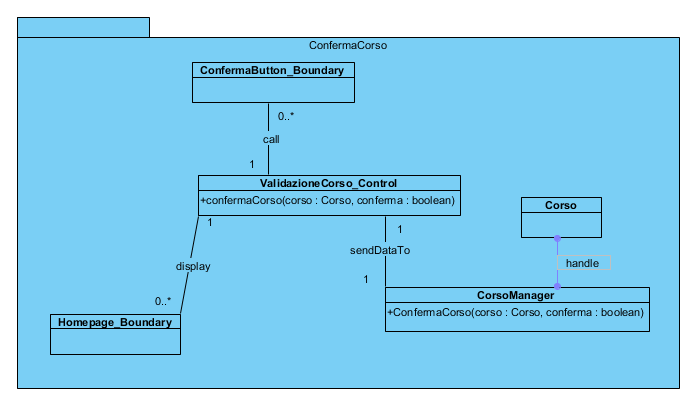 ConfermaCorso
ConfermaButton_Boundary
0..*
call
1
ValidazioneCorso_Control
+confermaCorso(corso : Corso, conferma : boolean)
1
1
Corso
display
sendDataTo
handle
0..*
1
Homepage_Boundary
CorsoManager
+ConfermaCorso(corso : Corso, conferma : boolean)